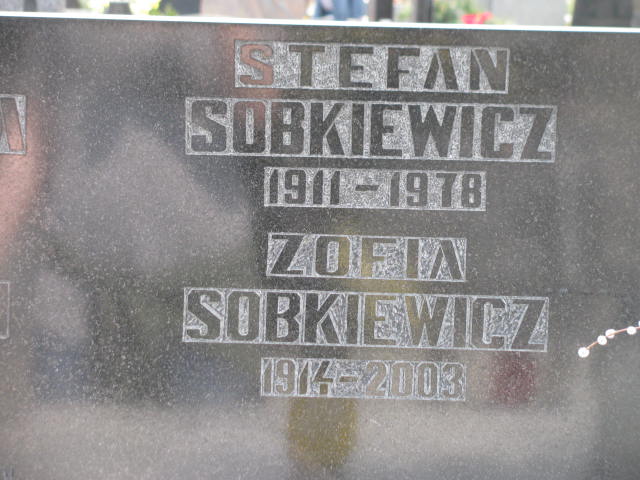 STEFAN
SOBKIEWICZ
1911-1978
ZOFIA
SOBKIEWICZ
1914-2003